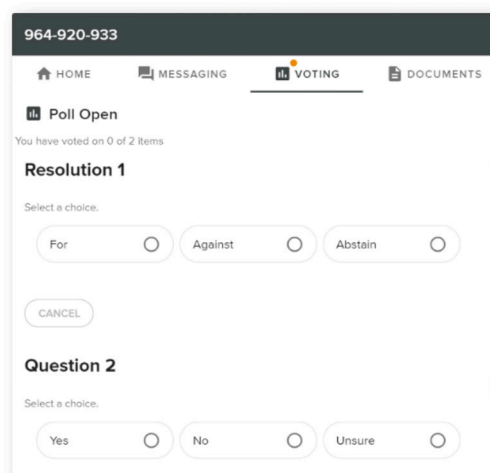 964-920-933
HOME MESSAGING VOTING DOCUMENTS
Poll Open
You have voted on 0 of 2 items
Resolution 1
Select a choice.
For Against Abstain
CANCEL
Question 2
Select a choice.
Yes No Unsure